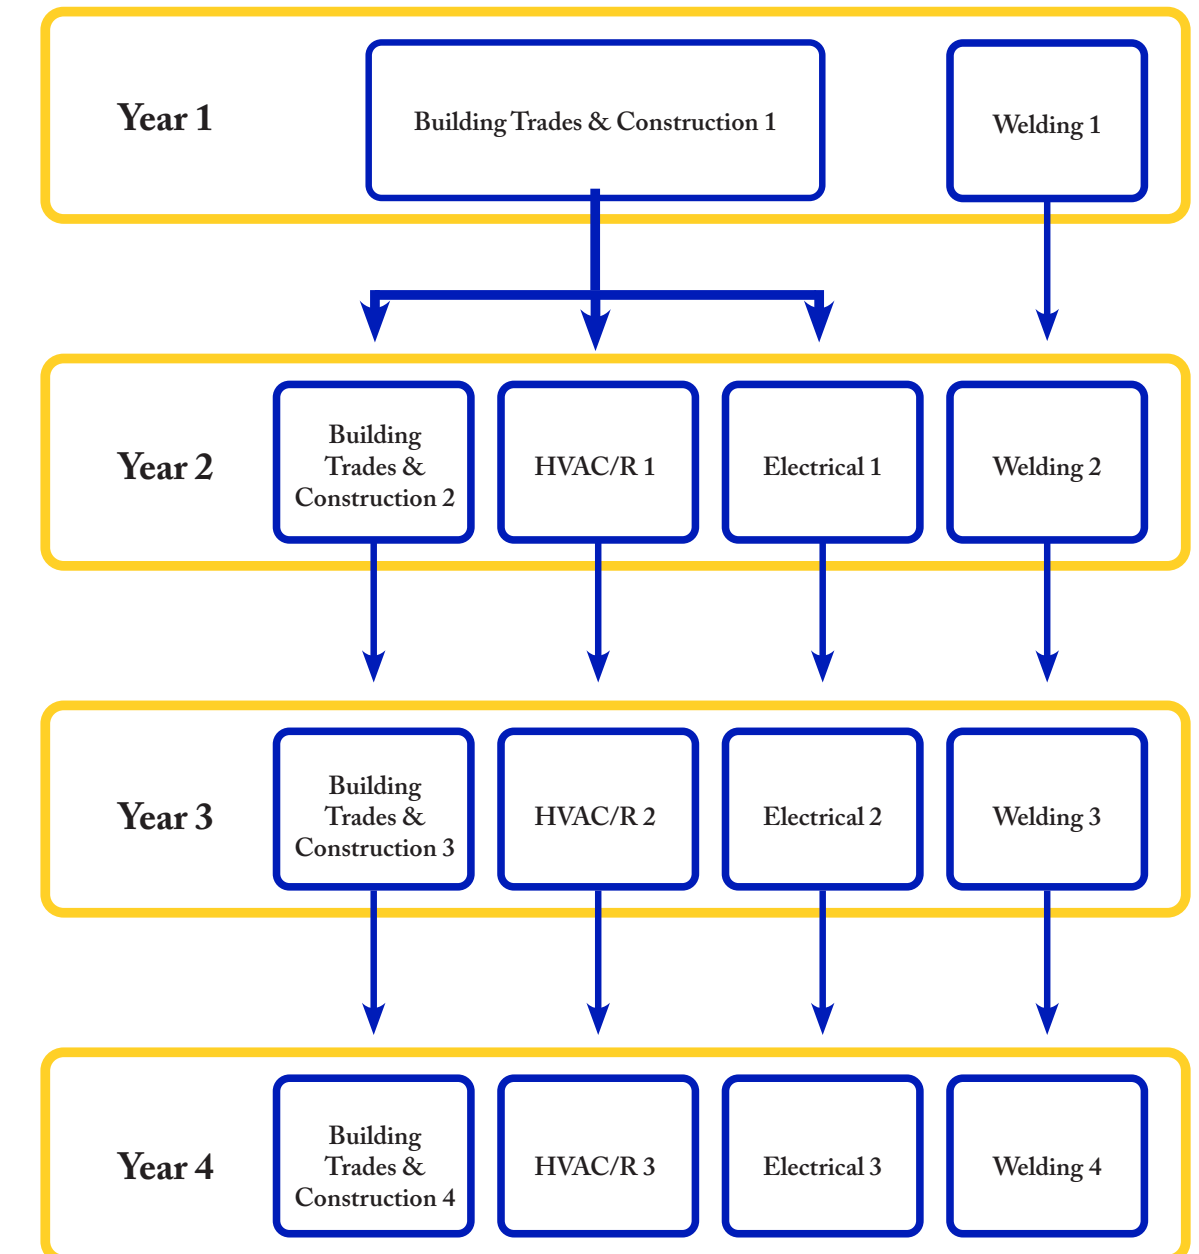 Year 1
Building Trades & Construction 1
Welding 1
Year 2
Building
Trades &
Construction 2
HVAC/R 1
Electrical 1
Welding 2
Year 3
Building
Trades &
Construction 3
HVAC/R 2
Electrical 2
Welding 3
Year 4
Building
Trades &
Construction 4
HVAC/R 3
Electrical 3
Welding 4